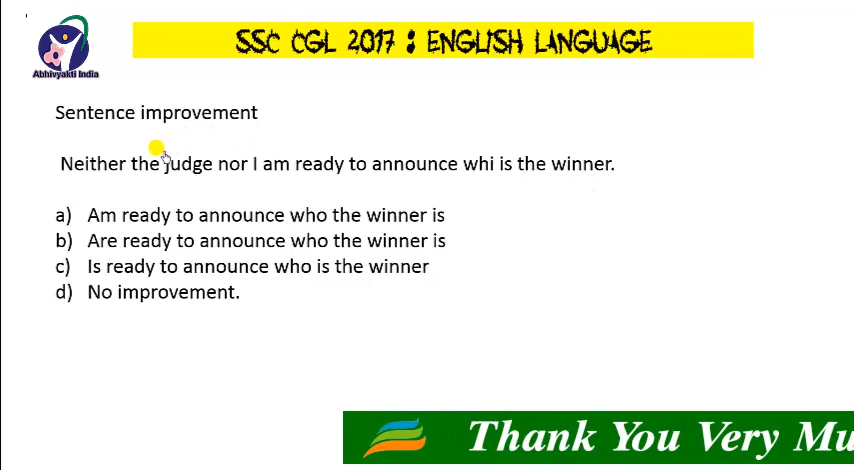 SSC CGL 2017 : ENGLISH LANGUAGE
Abhivyakti India
Sentence improvement
Neither the judge nor I am ready to announce whi is the winner.
a) Am ready to announce who the winner is
b) Are ready to announce who the winner is
c) Is ready to announce who is the winner
d) No improvement.
Thank You Very Mu